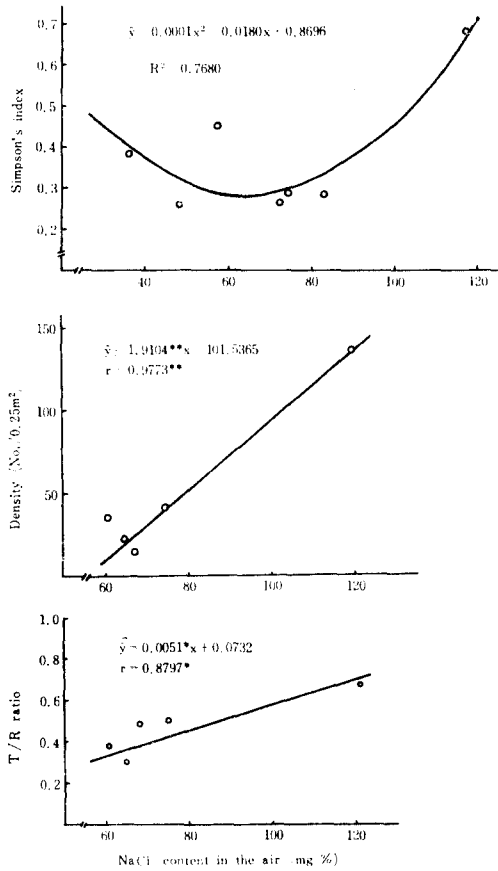 0.7
ŷ 0.0001x² 0.0180x 0.8696
0.6
R² 0.7680
0.5
0.4
0.3
0.2
Simpson's index
40 60 80 100 120
150
ŷ: 1.9104**x 101.5365
r 0.9773**
100
50
Density (No./0.25m²)
60 80 100 120
1.0
ŷ = 0.0051*x + 0.0732
0.8
r = 0.8797*
0.6
0.4
0.2
T/R ratio
60 80 100 120
NaCl content in the air mg %)